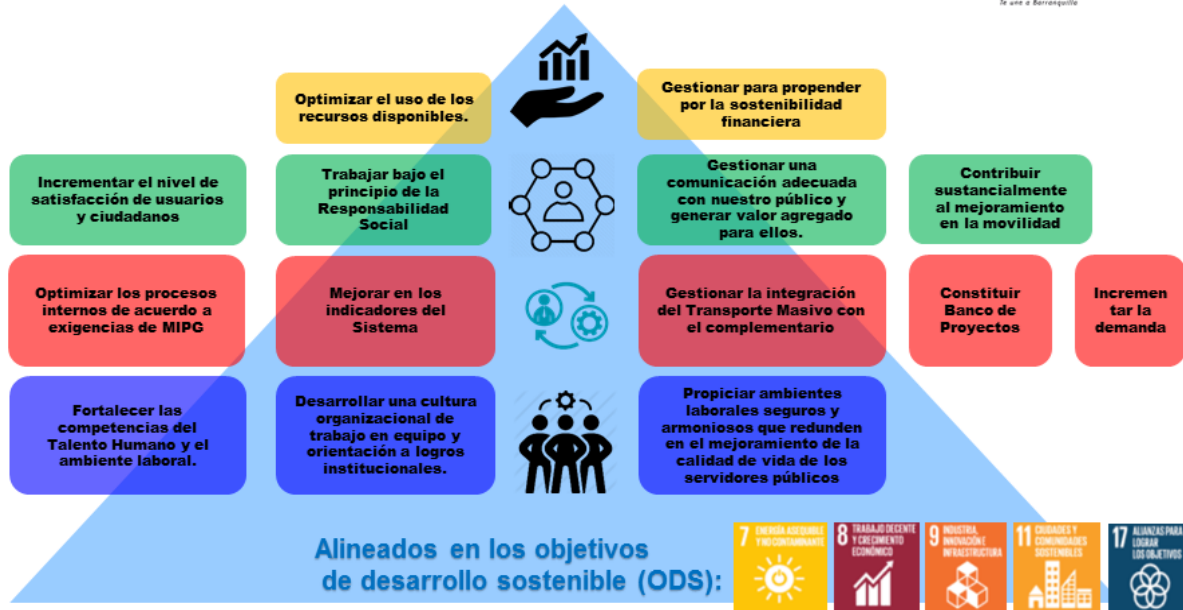 Te une a Barranquilla
Optimizar el uso de los
recursos disponibles.
Gestionar para propender
por la sostenibilidad
financiera
Incrementar el nivel de
satisfacción de usuarios
y ciudadanos
Trabajar bajo el
principio de la
Responsabilidad
Social
Gestionar una
comunicación adecuada
con nuestro público y
generar valor agregado
para ellos.
Contribuir
sustancialmente
al mejoramiento
en la movilidad
Optimizar los procesos
internos de acuerdo a
exigencias de MIPG
Mejorar en los
indicadores del
Sistema
Gestionar la integración
del Transporte Masivo con
el complementario
Constituir
Banco de
Proyectos
Incremen
tar la
demanda
Fortalecer las
competencias del
Talento Humano y el
ambiente laboral.
Desarrollar una cultura
organizacional de
trabajo en equipo y
orientación a logros
institucionales.
Propiciar ambientes
laborales seguros y
armoniosos que redunden
en el mejoramiento de la
calidad de vida de los
servidores públicos
Alineados en los objetivos
de desarrollo sostenible (ODS):
7 ENERGÍA ASEQUIBLE
Y NO CONTAMINANTE
8 TRABAJO DECENTE
Y CRECIMIENTO
ECONÓMICO
9 INDUSTRIA,
INNOVACIÓN E
INFRAESTRUCTURA
11 CIUDADES Y
COMUNIDADES
SOSTENIBLES
17 ALIANZAS PARA
LOGRAR
LOS OBJETIVOS